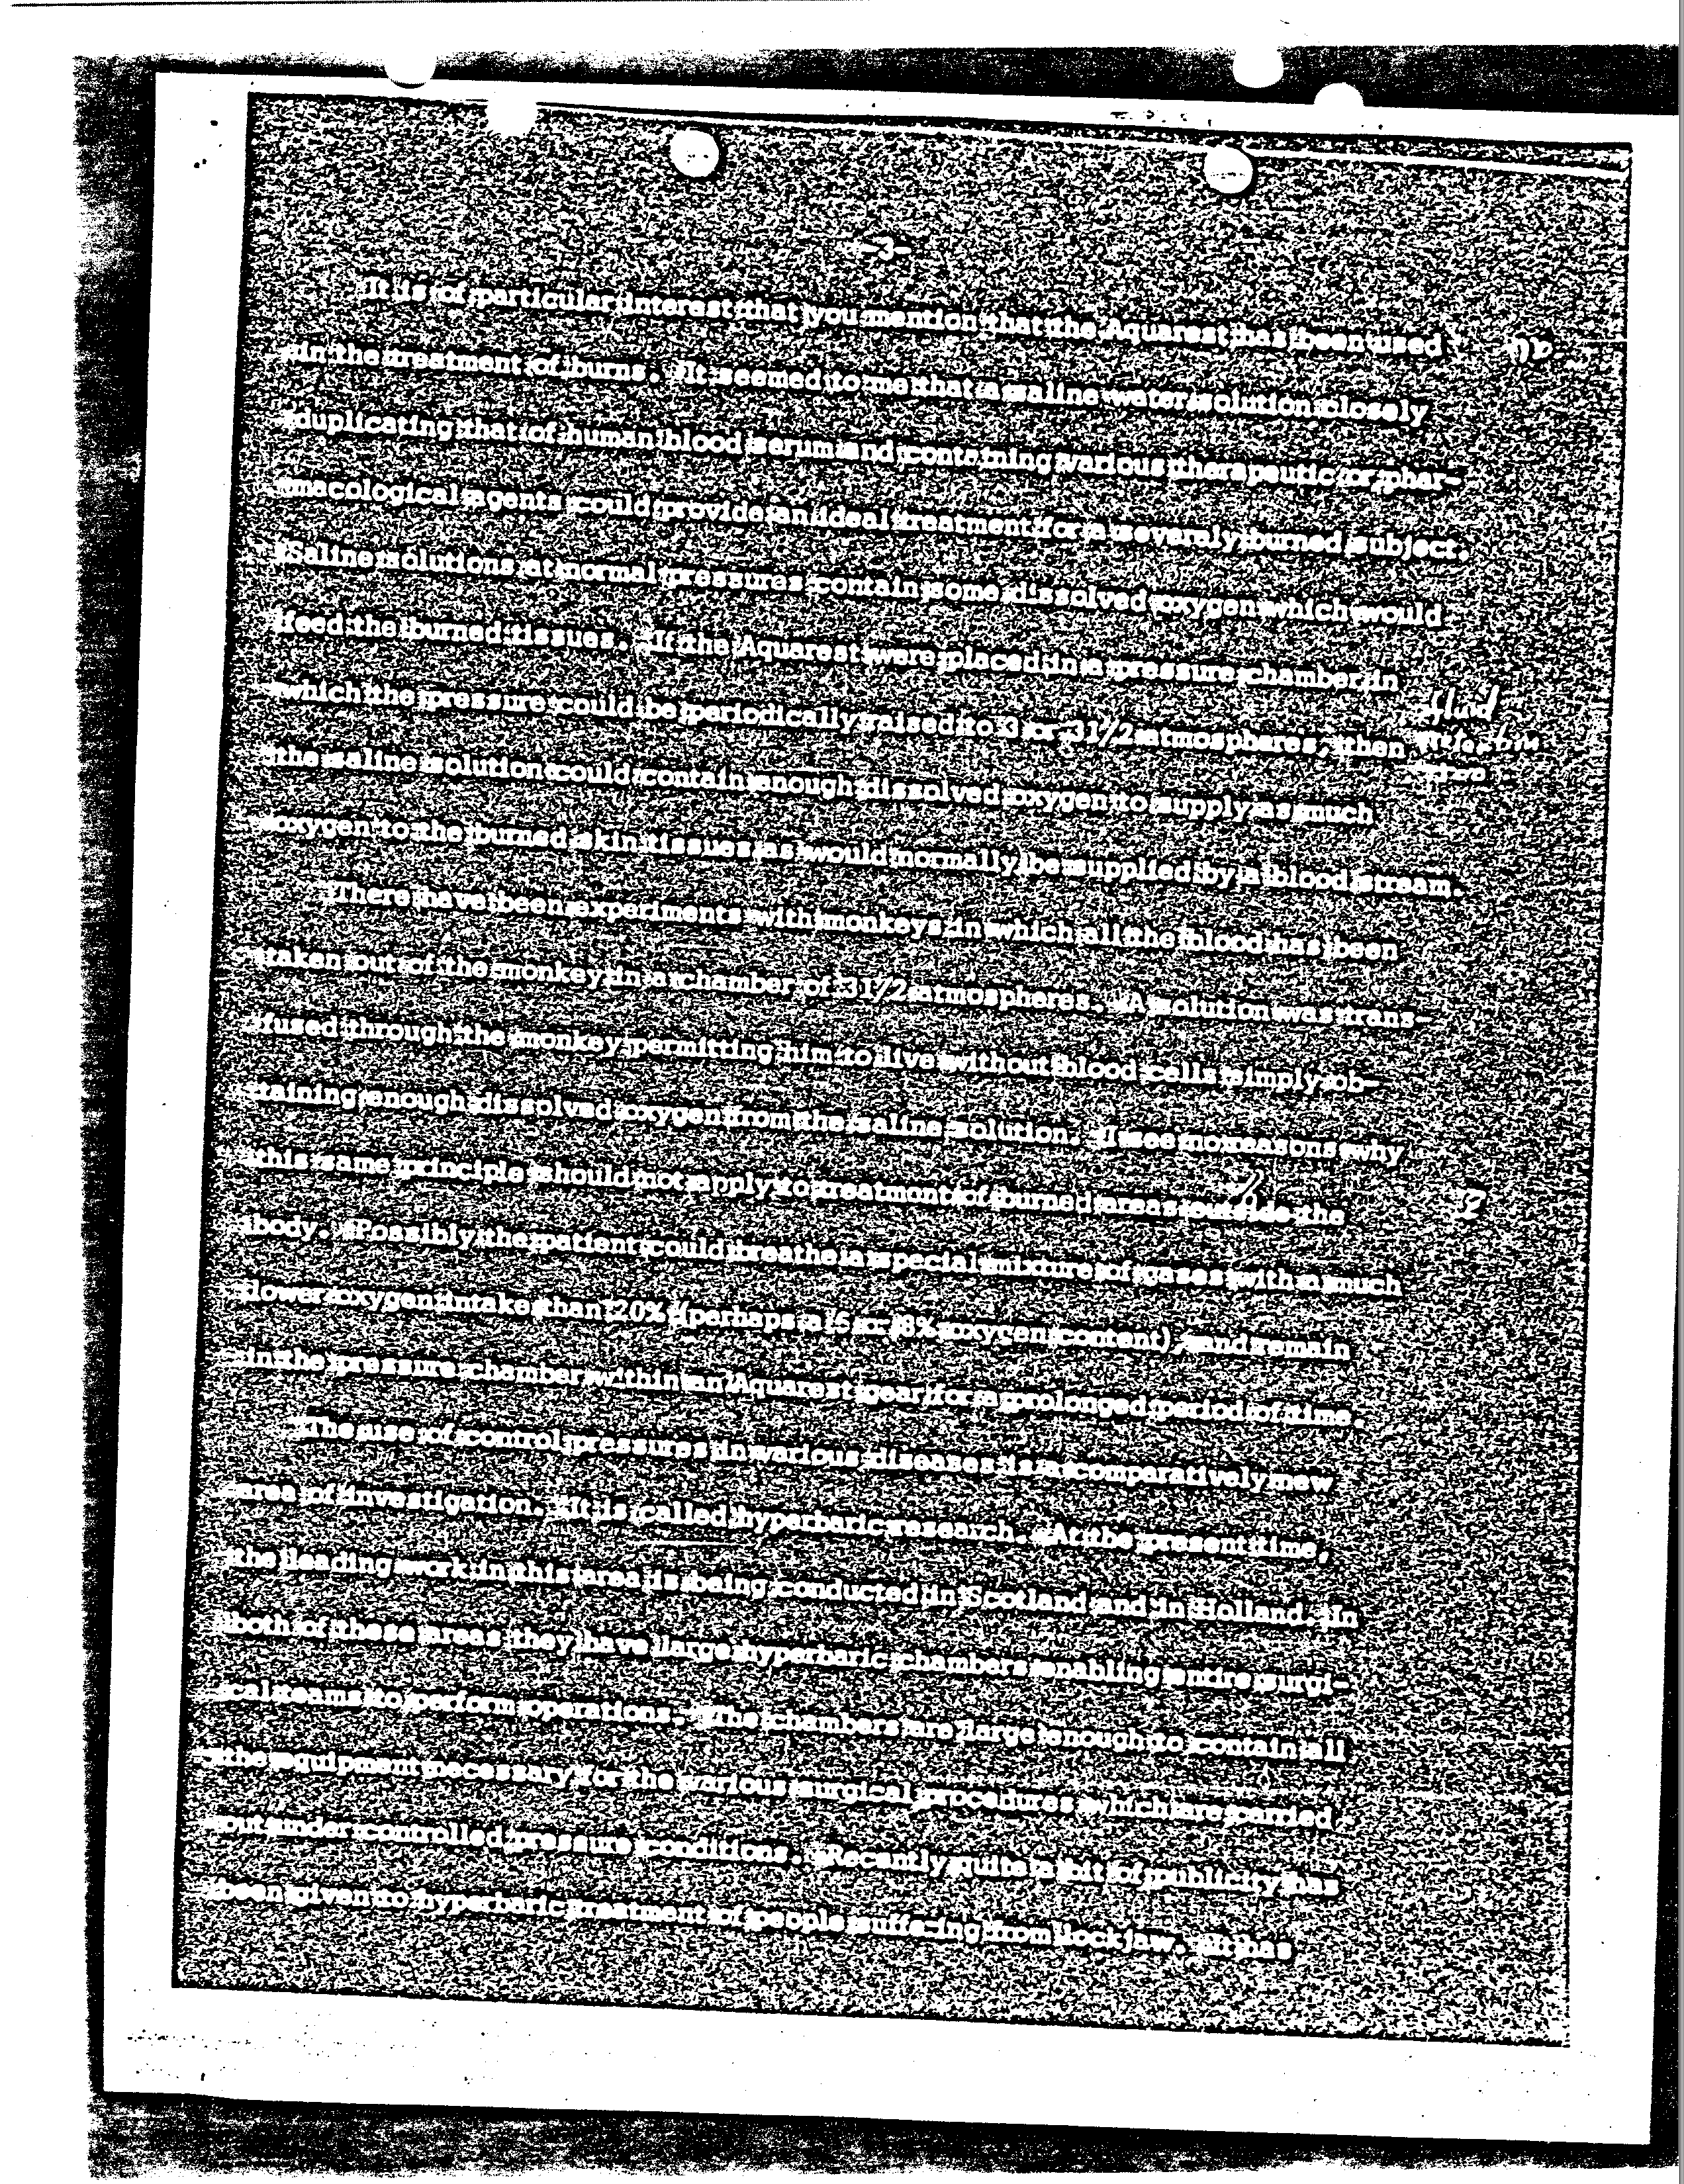 -3-
It is of particular interest that you mention that the Aquarest has been used
in the treatment of burns. It seemed to me that a saline water solution closely
duplicating that of human blood serum and containing various therapeutic or phar-
macological agents could provide an ideal treatment for a severely burned subject.
Saline solutions at normal pressures contain some dissolved oxygen which would
feed the burned tissues. If the Aquarest were placed in a pressure chamber in
fluid
which the pressure could be periodically raised to 3 or 3 1/2 atmospheres, then
the saline solution could contain enough dissolved oxygen to supply as much
oxygen to the burned skin tissues as would normally be supplied by a blood stream.
There have been experiments with monkeys in which all the blood has been
taken out of the monkey in a chamber of 3 1/2 atmospheres. A solution was trans-
fused through the monkey permitting him to live without blood cells simply ob-
taining enough dissolved oxygen from the saline solution. I see no reasons why
this same principle should not apply to treatment of burned areas outside the
body. Possibly the patient could breathe a special mixture of gases with a much
lower oxygen intake than 20% (perhaps a 5 or 8% oxygen content), and remain
in the pressure chamber within an Aquarest gear for a prolonged period of time.
The use of control pressures in various diseases is a comparatively new
area of investigation. It is called hyperbaric research. At the present time,
the leading work in this area is being conducted in Scotland and in Holland. In
both of these areas they have large hyperbaric chambers enabling entire surgi-
cal teams to perform operations. The chambers are large enough to contain all
the equipment necessary for the various surgical procedures which are carried
out under controlled pressure conditions. Recently quite a bit of publicity has
been given to hyperbaric treatment of people suffering from lockjaw. It has